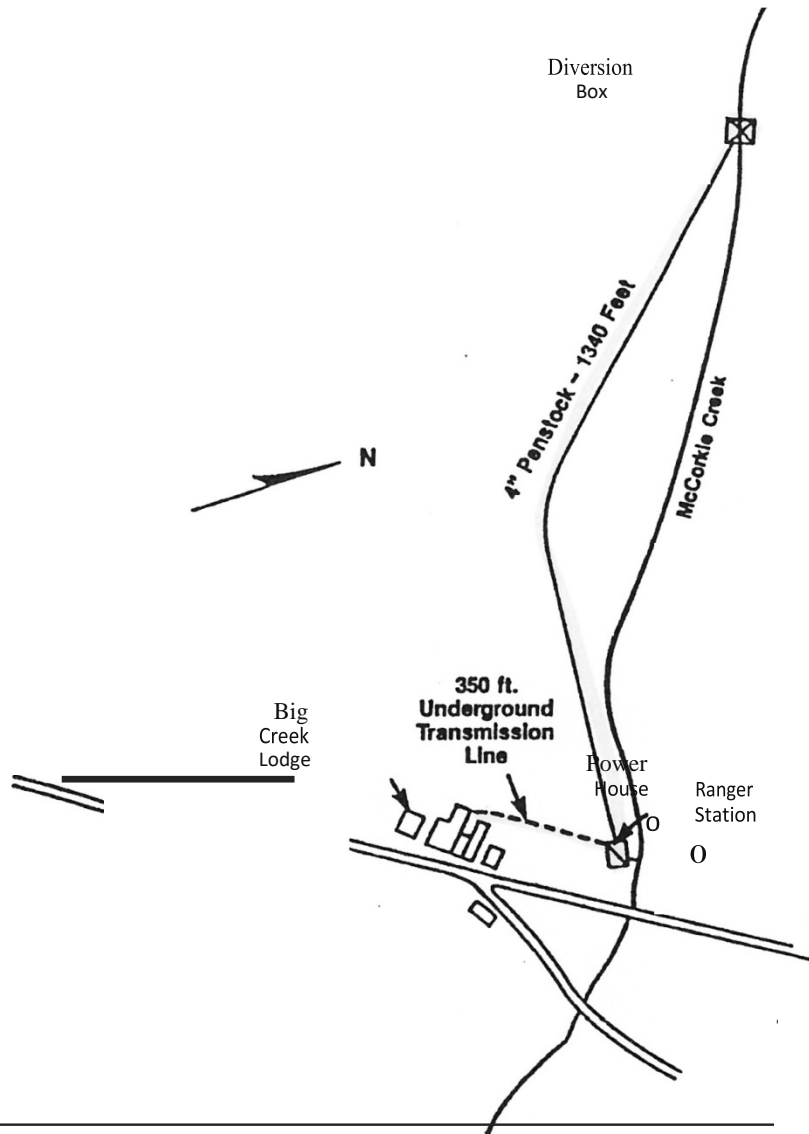 Diversion
Box
4" Penstock - 1340 Feet
McCorkle Creek
N
350 ft.
Underground
Transmission
Line
Big
Creek
Lodge
Power
House
Ranger
Station
O
O